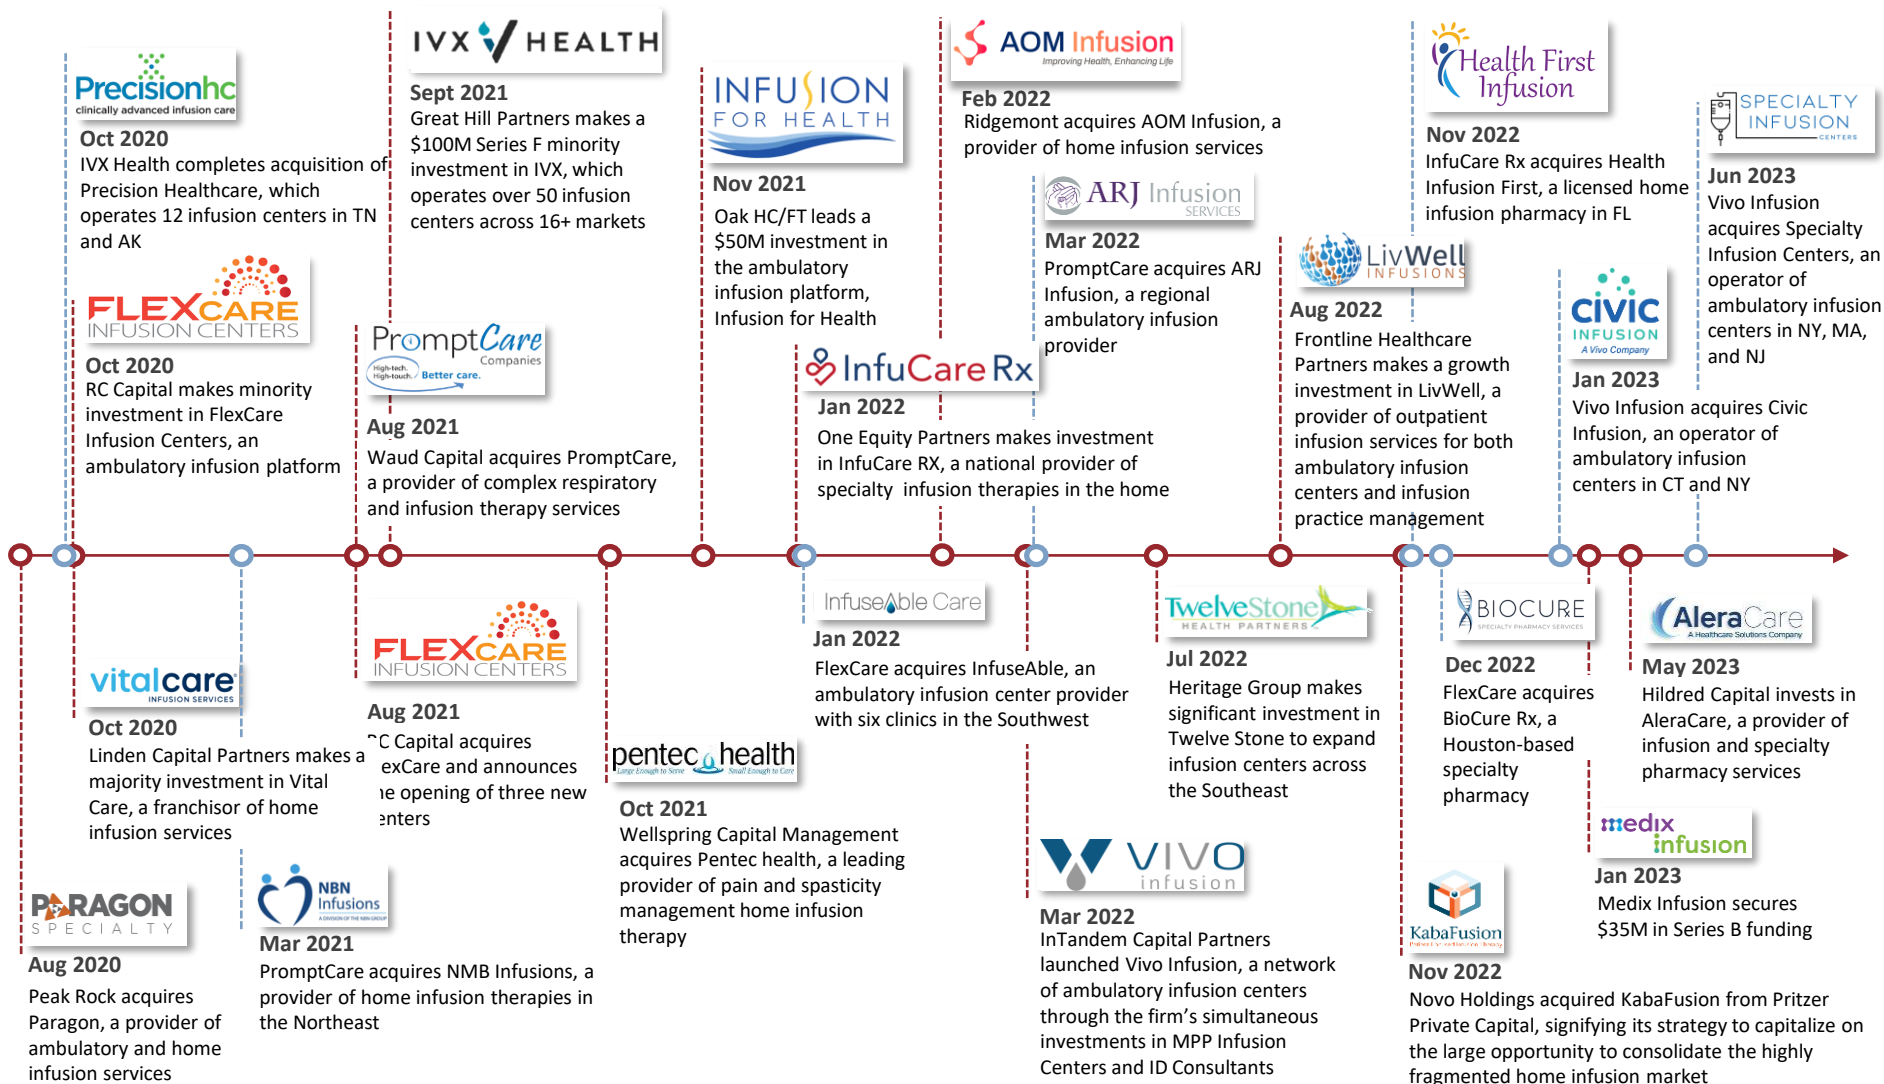 Precisionhc
clinically advanced infusion care
Oct 2020
IVX Health completes acquisition of
Precision Healthcare, which
operates 12 infusion centers in TN
and AK
FLEXCARE
INFUSION CENTERS
Oct 2020
RC Capital makes minority
investment in FlexCare
Infusion Centers, an
ambulatory infusion platform
IVX HEALTH
Sept 2021
Great Hill Partners makes a
$100M Series F minority
investment in IVX, which
operates over 50 infusion
centers across 16+ markets
PromptCare
Companies
High-tech.
High-touch.
Better care.
Aug 2021
Waud Capital acquires PromptCare,
a provider of complex respiratory
and infusion therapy services
INFUSION
FOR HEALTH
Nov 2021
Oak HC/FT leads a
$50M investment in
the ambulatory
infusion platform,
Infusion for Health
InfuCare Rx
Jan 2022
One Equity Partners makes investment
in InfuCare RX, a national provider of
specialty infusion therapies in the home
AOM Infusion
Improving Health, Enhancing Life
Feb 2022
Ridgemont acquires AOM Infusion, a
provider of home infusion services
ARJ Infusion
SERVICES
Mar 2022
PromptCare acquires ARJ
Infusion, a regional
ambulatory infusion
provider
LivWell
INFUSIONS
Aug 2022
Frontline Healthcare
Partners makes a growth
investment in LivWell, a
provider of outpatient
infusion services for both
ambulatory infusion
centers and infusion
practice management
Health First
Infusion
Nov 2022
InfuCare Rx acquires Health
Infusion First, a licensed home
infusion pharmacy in FL
CIVIC
INFUSION
A Vivo Company
Jan 2023
Vivo Infusion acquires Civic
Infusion, an operator of
ambulatory infusion
centers in CT and NY
SPECIALTY
INFUSION
CENTERS
Jun 2023
Vivo Infusion
acquires Specialty
Infusion Centers, an
operator of
ambulatory infusion
centers in NY, MA,
and NJ
PARAGON
SPECIALTY
Aug 2020
Peak Rock acquires
Paragon, a provider of
ambulatory and home
infusion services
vitalcare
INFUSION SERVICES
Oct 2020
Linden Capital Partners makes a
majority investment in Vital
Care, a franchisor of home
infusion services
NBN
Infusions
A DIVISION OF THE NBN GROUP
Mar 2021
PromptCare acquires NMB Infusions, a
provider of home infusion therapies in
the Northeast
FLEXCARE
INFUSION CENTERS
Aug 2021
C Capital acquires
exCare and announces
e opening of three new
enters
pentec health
Large Enough to Serve Small Enough to Care
Oct 2021
Wellspring Capital Management
acquires Pentec health, a leading
provider of pain and spasticity
management home infusion
therapy
InfuseAble Care
Jan 2022
FlexCare acquires InfuseAble, an
ambulatory infusion center provider
with six clinics in the Southwest
VIVO
infusion
Mar 2022
InTandem Capital Partners
launched Vivo Infusion, a network
of ambulatory infusion centers
through the firm's simultaneous
investments in MPP Infusion
Centers and ID Consultants
TwelveStone
HEALTH PARTNERS
Jul 2022
Heritage Group makes
significant investment in
Twelve Stone to expand
infusion centers across
the Southeast
KabaFusion
Nov 2022
Novo Holdings acquired KabaFusion from Pritzer
Private Capital, signifying its strategy to capitalize on
the large opportunity to consolidate the highly
fragmented home infusion market
BIOCURE
SPECIALTY PHARMACY SERVICES
Dec 2022
FlexCare acquires
BioCure Rx, a
Houston-based
specialty
pharmacy
medix
infusion
Jan 2023
Medix Infusion secures
$35M in Series B funding
AleraCare
A Healthcare Solutions Company
May 2023
Hildred Capital invests in
AleraCare, a provider of
infusion and specialty
pharmacy services